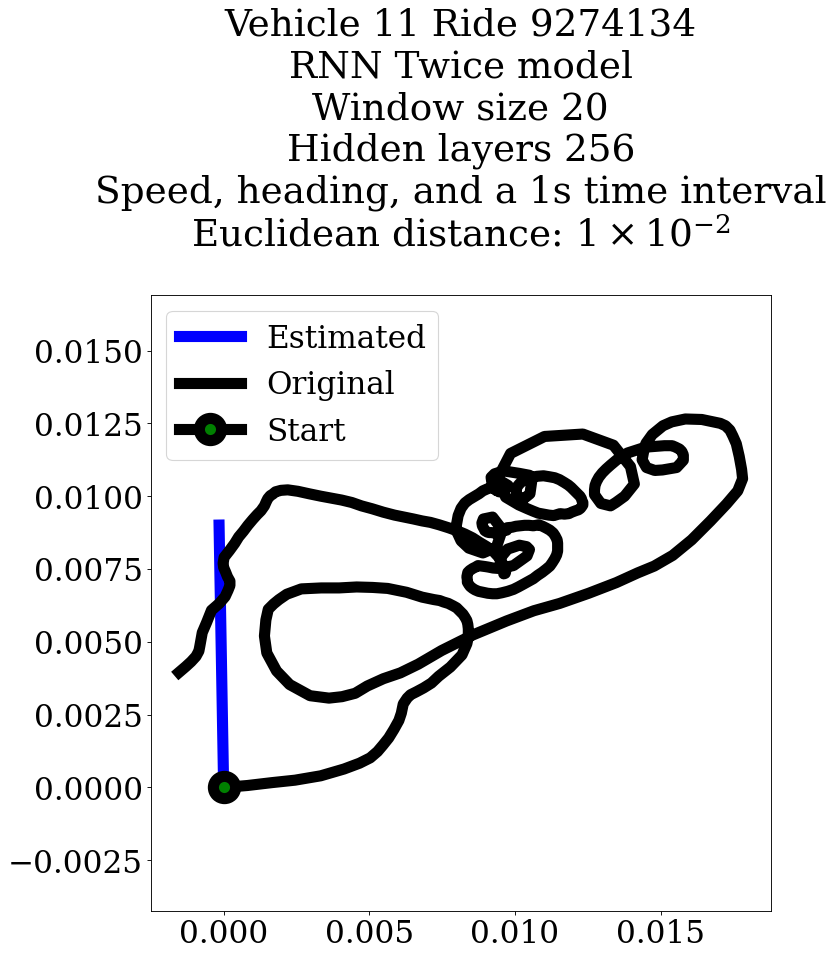 Vehicle 11 Ride 9274134
RNN Twice model
Window size 20
Hidden layers 256
Speed, heading, and a 1s time interval
Euclidean distance: 1 × 10⁻²
Estimated
Original
Start
0.0150
0.0125
0.0100
0.0075
0.0050
0.0025
0.0000
−0.0025
0.000 0.005 0.010 0.015